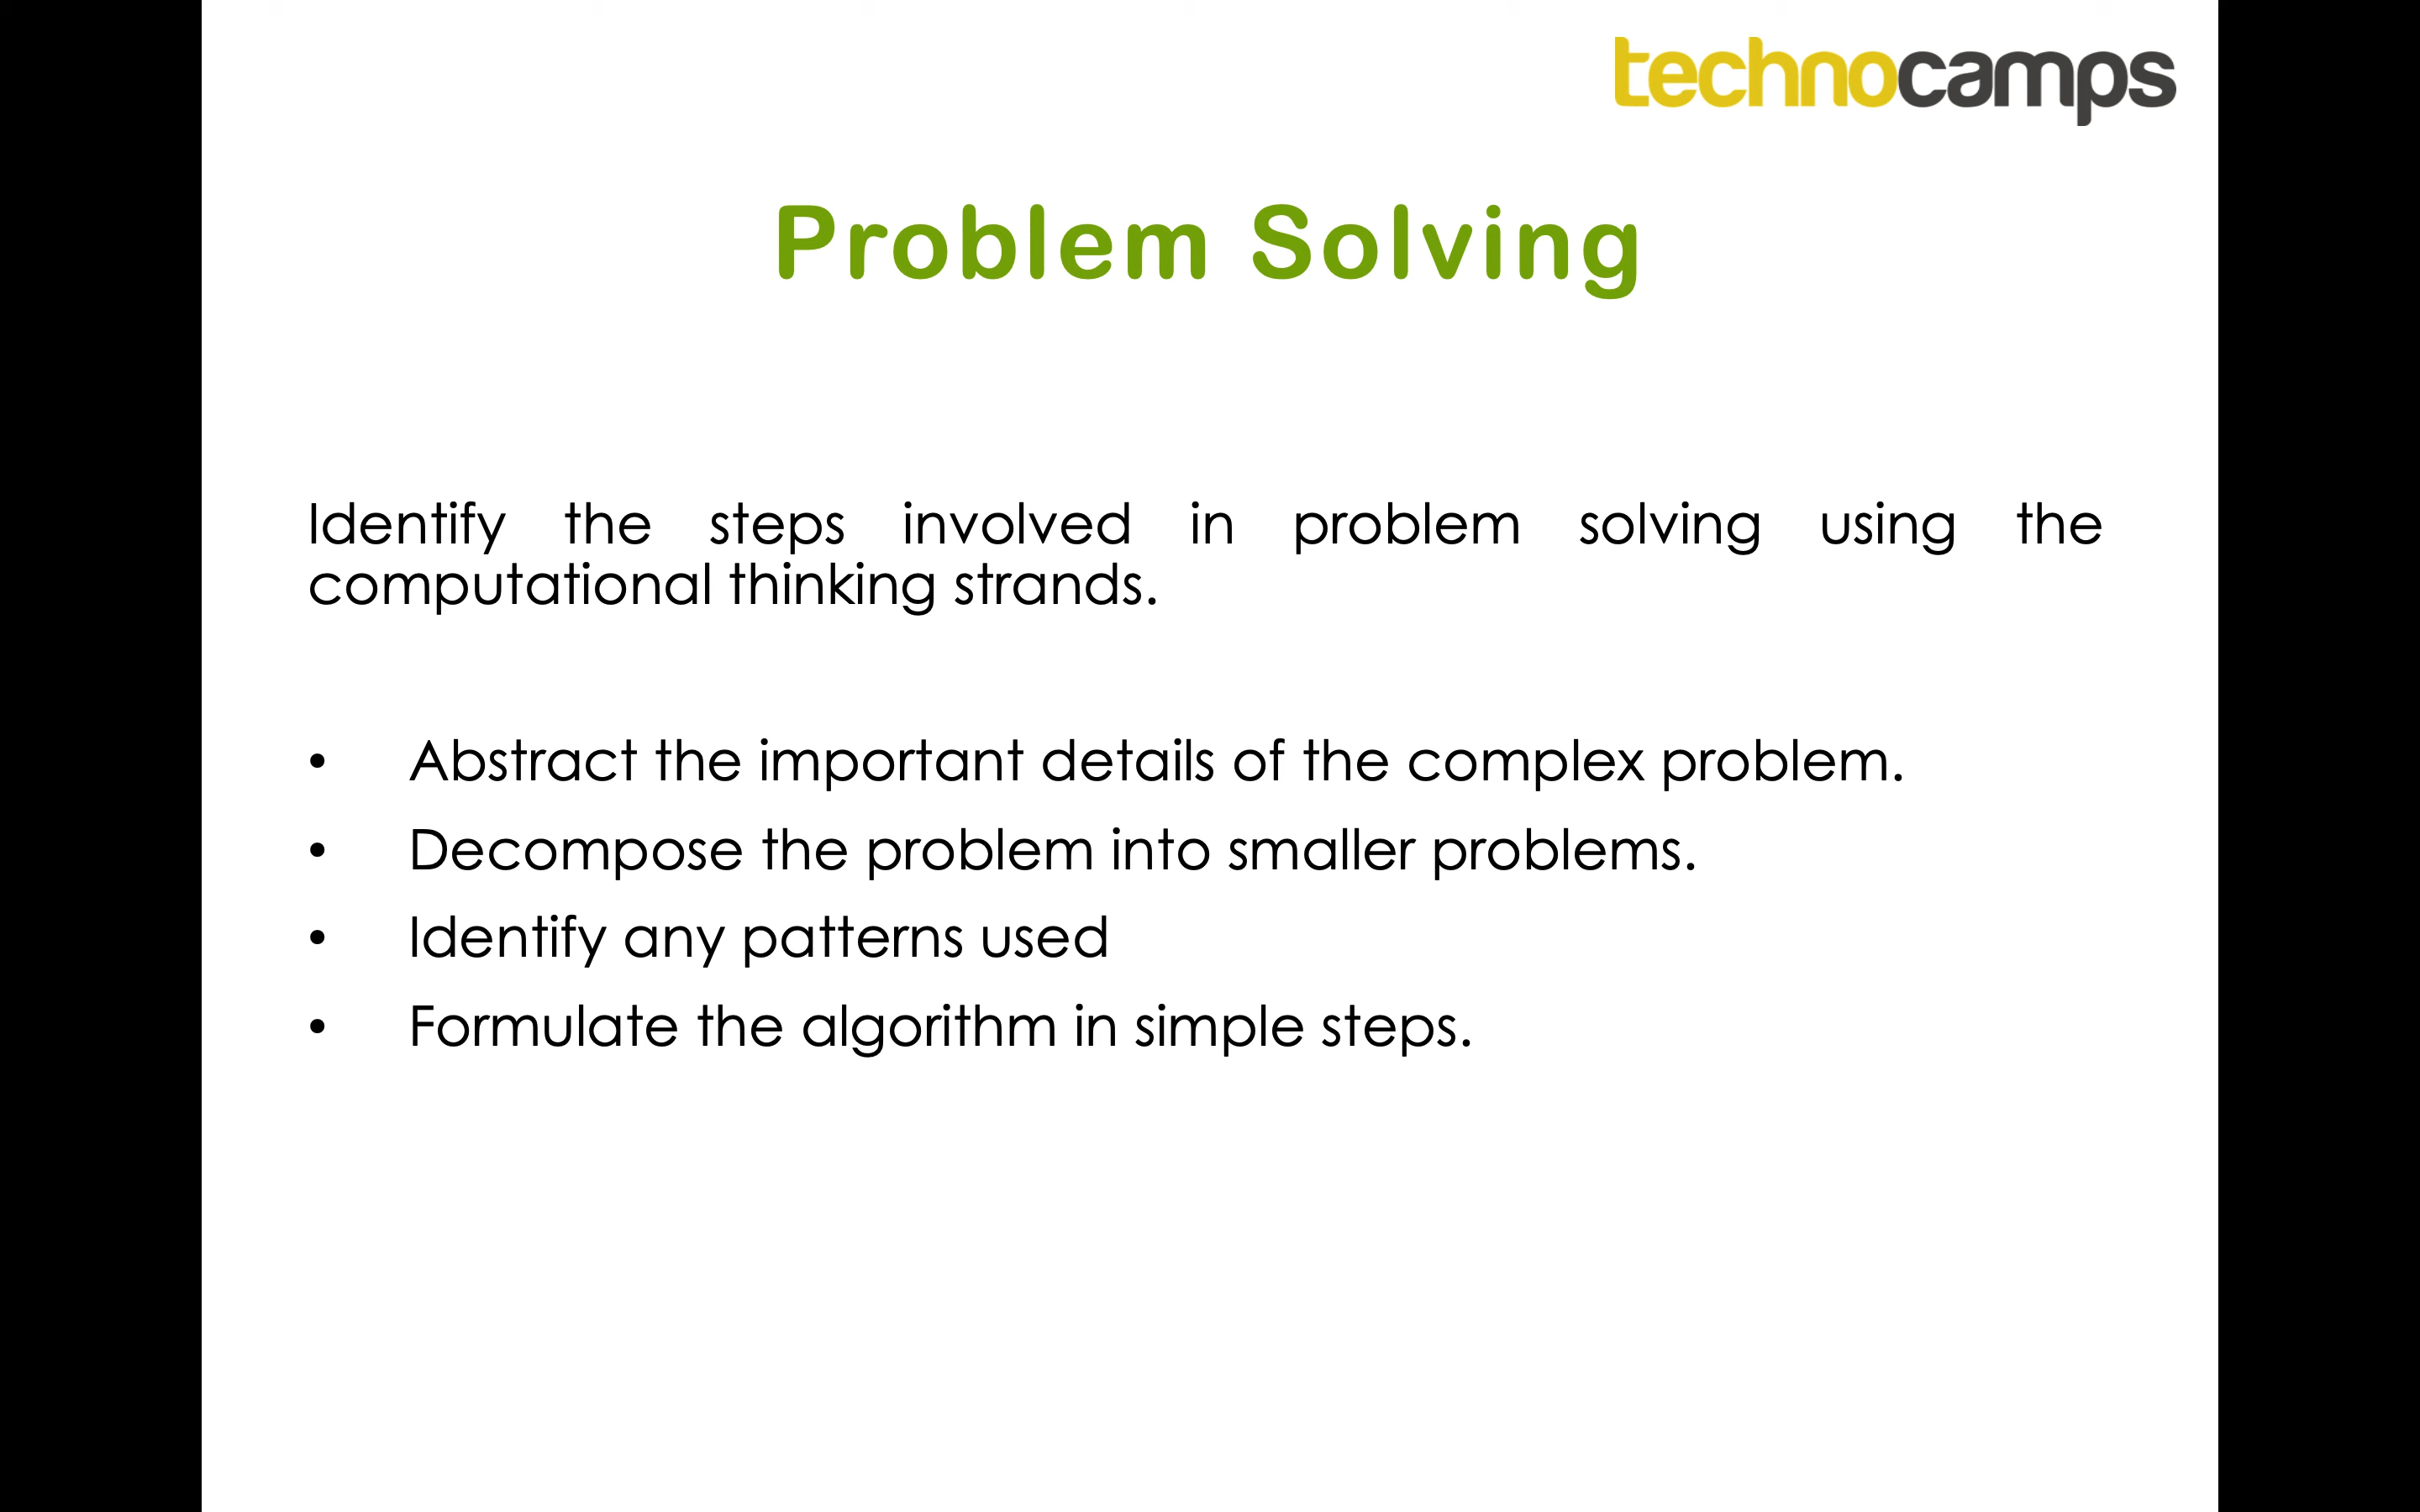 technocamps
Problem Solving
Identify the steps involved in problem solving using the
computational thinking strands.
• Abstract the important details of the complex problem.
• Decompose the problem into smaller problems.
• Identify any patterns used
• Formulate the algorithm in simple steps.